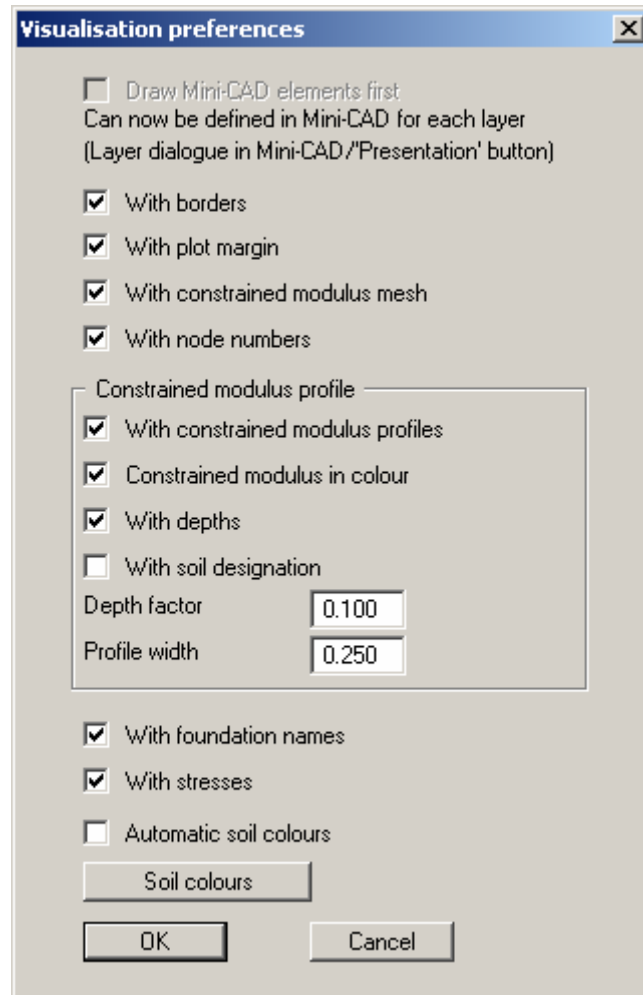 Visualisation preferences
Draw Mini-CAD elements first
Can now be defined in Mini-CAD for each layer
(Layer dialogue in Mini-CAD/'Presentation' button)
With borders
With plot margin
With constrained modulus mesh
With node numbers
Constrained modulus profile
With constrained modulus profiles
Constrained modulus in colour
With depths
With soil designation
Depth factor 0.100
Profile width 0.250
With foundation names
With stresses
Automatic soil colours
Soil colours
OK Cancel